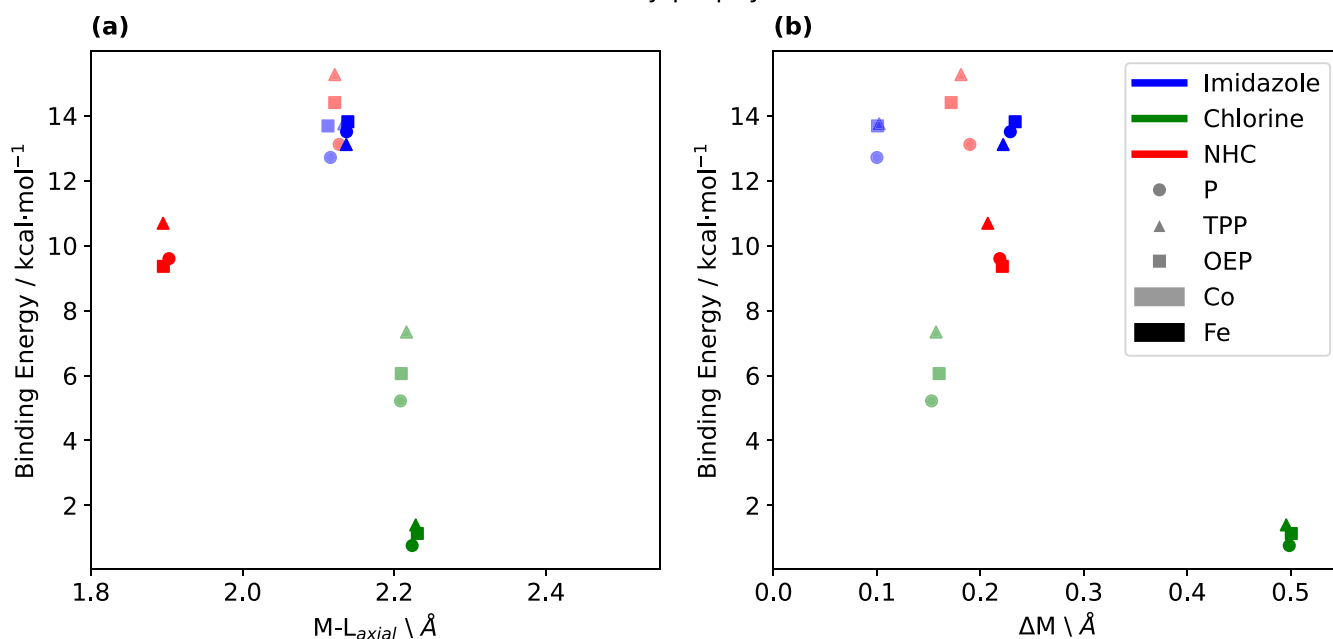 (a)
Binding Energy / kcal·mol⁻¹
14
12
10
8
6
4
2
1.8 2.0 2.2 2.4
M-L_axial \ Å
(b)
Binding Energy / kcal·mol⁻¹
14
12
10
8
6
4
2
0.0 0.1 0.2 0.3 0.4 0.5
ΔM \ Å
Imidazole
Chlorine
NHC
P
TPP
OEP
Co
Fe